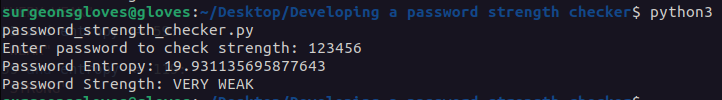 surgeonsgloves@gloves:~/Desktop/Developing a password strength checker$ python3
password_strength_checker.py
Enter password to check strength: 123456
Password Entropy: 19.931135695877643
Password Strength: VERY WEAK